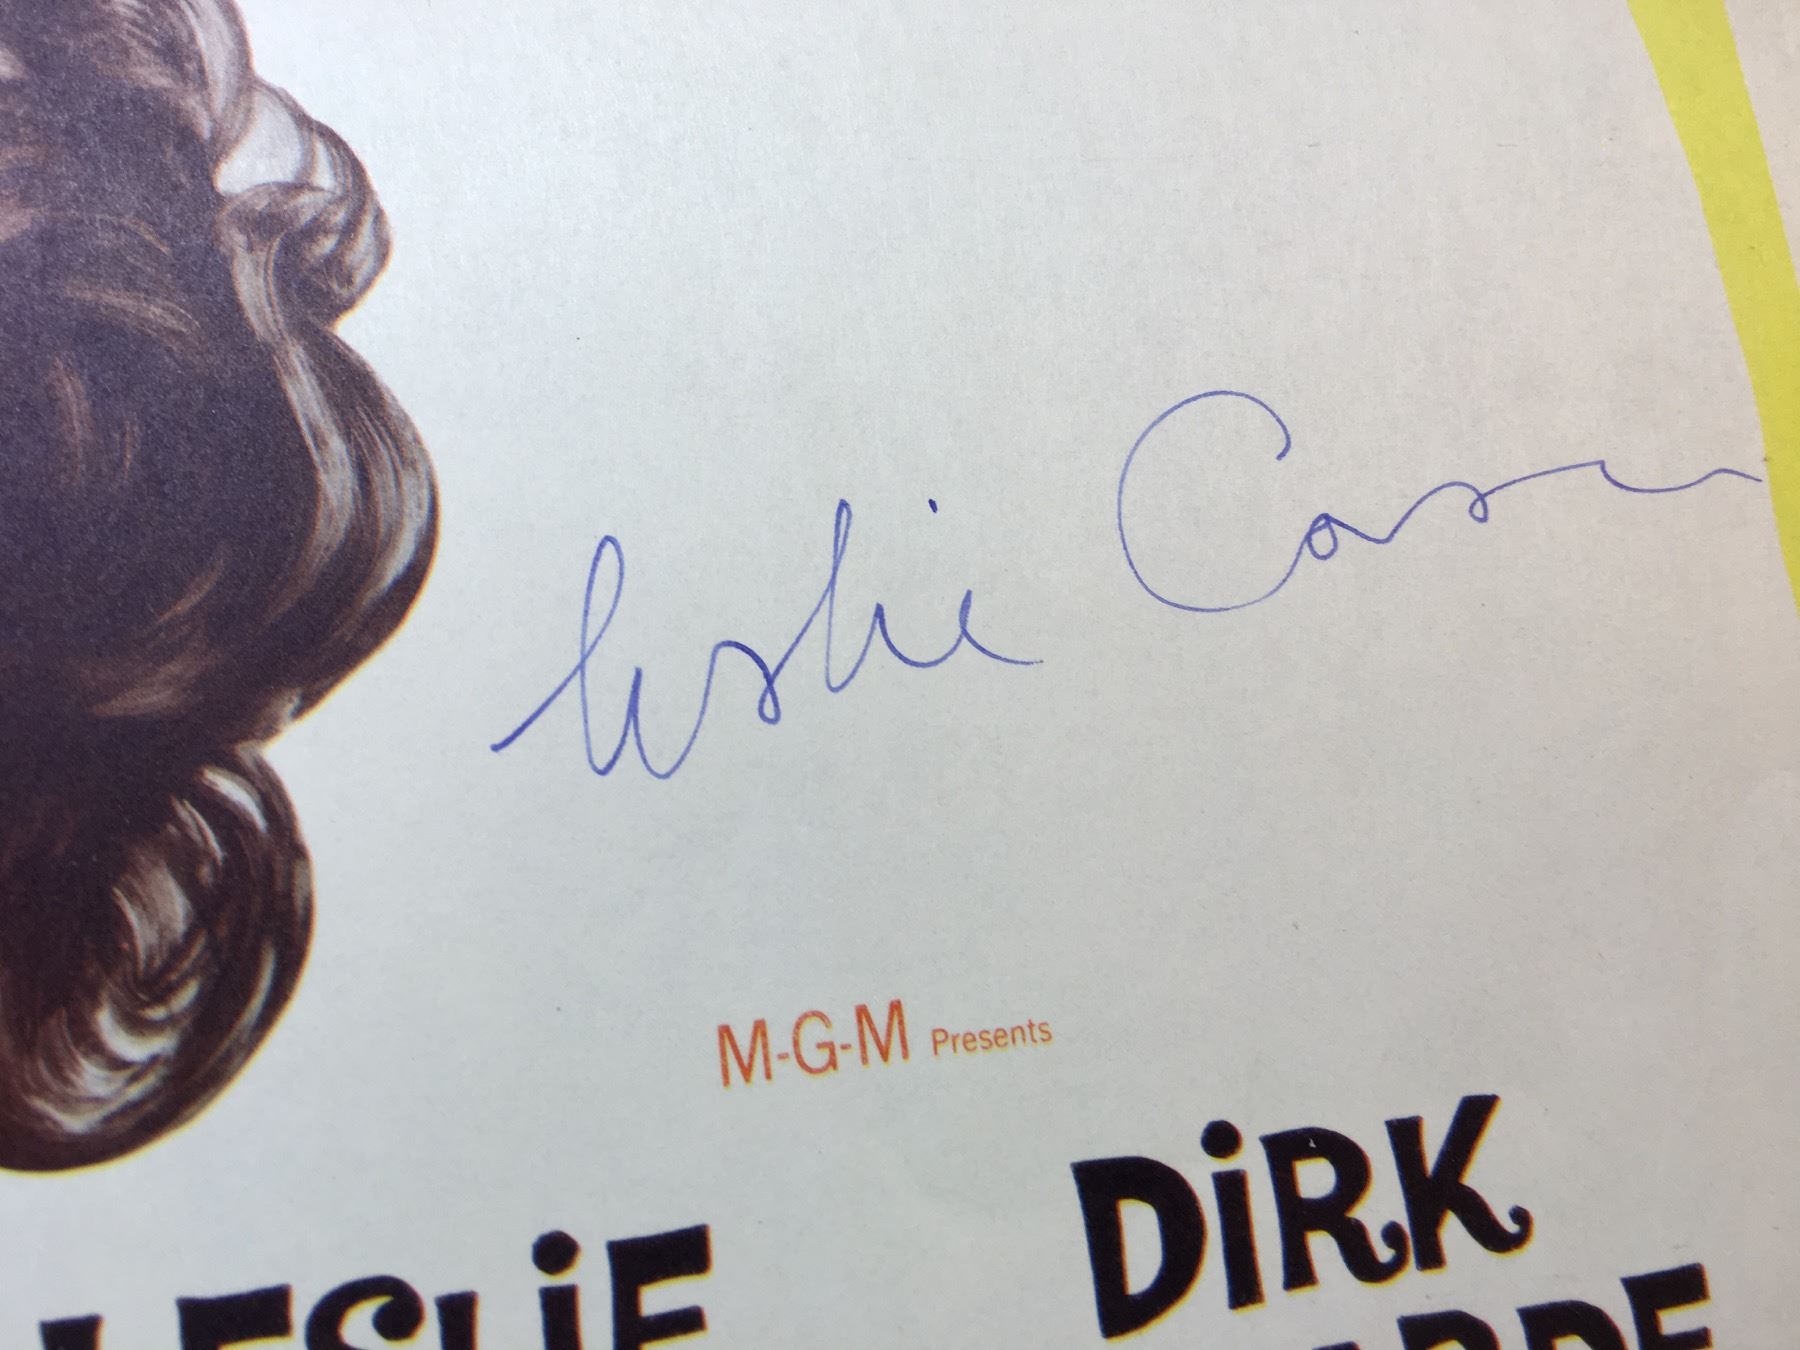 Leslie Caron
M-G-M Presents
DiRK
LESLiE